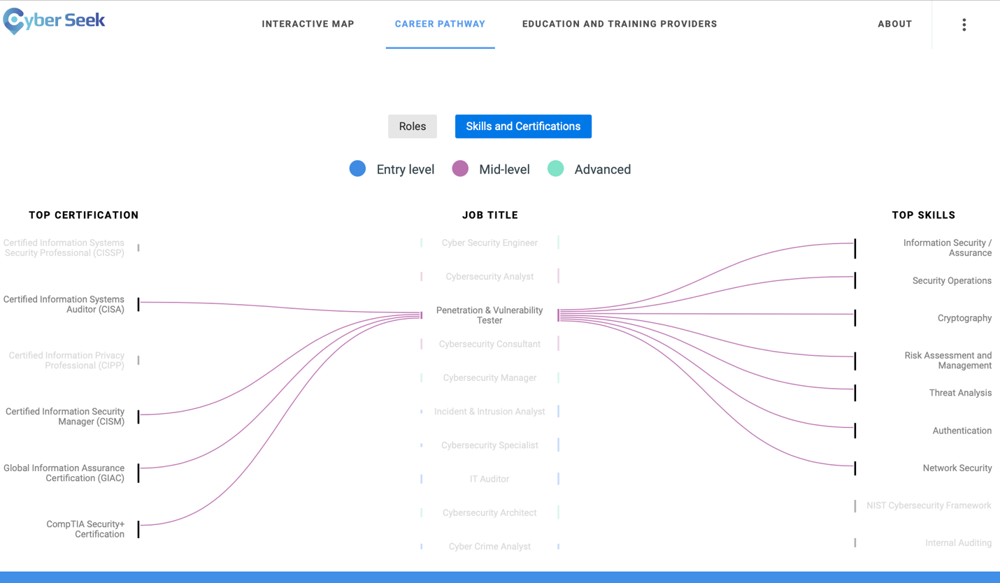 Cyber Seek
INTERACTIVE MAP
CAREER PATHWAY
EDUCATION AND TRAINING PROVIDERS
ABOUT
Roles
Skills and Certifications
Entry level
Mid-level
Advanced
TOP CERTIFICATION
Certified Information Systems
Security Professional (CISSP)
Certified Information Systems
Auditor (CISA)
Certified Information Privacy
Professional (CIPP)
Certified Information Security
Manager (CISM)
Global Information Assurance
Certification (GIAC)
CompTIA Security+
Certification
JOB TITLE
Cyber Security Engineer
Cybersecurity Analyst
Penetration & Vulnerability
Tester
Cybersecurity Consultant
Cybersecurity Manager
Incident & Intrusion Analyst
Cybersecurity Specialist
IT Auditor
Cybersecurity Architect
Cyber Crime Analyst
TOP SKILLS
Information Security /
Assurance
Security Operations
Cryptography
Risk Assessment and
Management
Threat Analysis
Authentication
Network Security
NIST Cybersecurity Framework
Internal Auditing